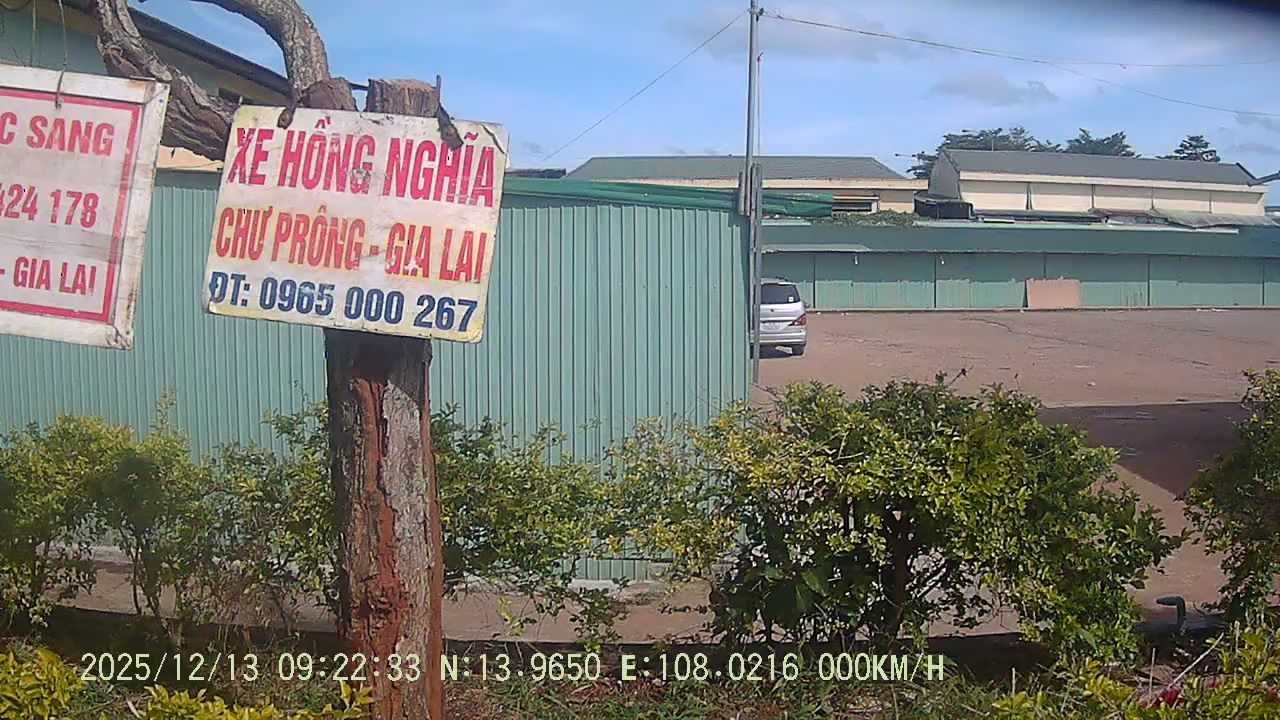 C SANG
424 178
- GIA LAI
XE HỒNG NGHĨA
CHƯ PRÔNG - GIA LAI
ĐT: 0965 000 267
2025/12/13 09:22:33 N:13.9650 E:108.0216 000KM/H